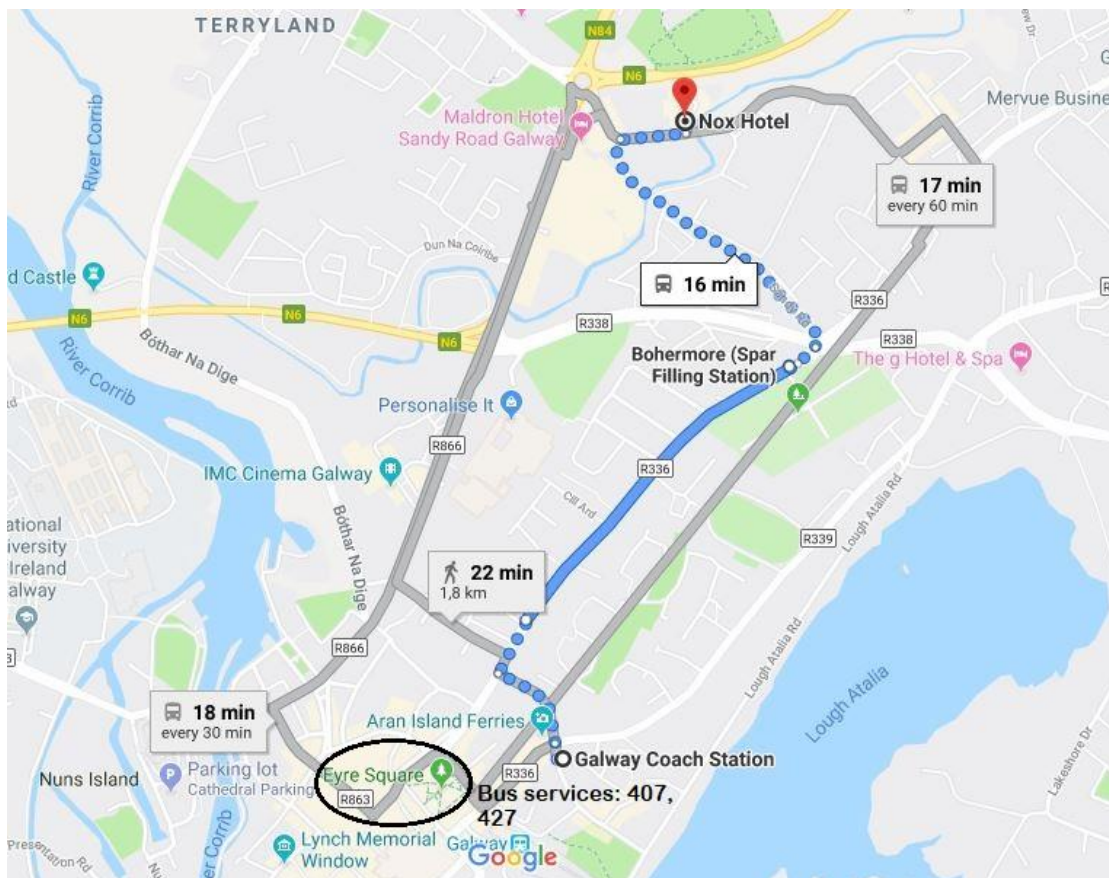 TERRYLAND
N84
N6
River Corrib
Maldron Hotel
Sandy Road Galway
Nox Hotel
Mervue Busine
17 min
every 60 min
Dun Na Coiribe
d Castle
16 min
N6
N6
N6
R338
R336
R338
River Corrib
Bóthar Na Dige
Bohermore (Spar
Filling Station)
The g Hotel & Spa
Personalise It
R866
IMC Cinema Galway
R336
Cill Ard
Lough Atalia Rd
R339
ational
iversity
Ireland
alway
Bóthar Na Dige
22 min
1,8 km
R866
Lough Atalia Rd
Lough Atalia
18 min
every 30 min
Aran Island Ferries
Nuns Island
Parking lot
Cathedral Parking
Eyre Square
R863
R336
Galway Coach Station
Bus services: 407,
427
Lakeshore Dr
Lynch Memorial
Window
Galway
Google
Presentation Rd